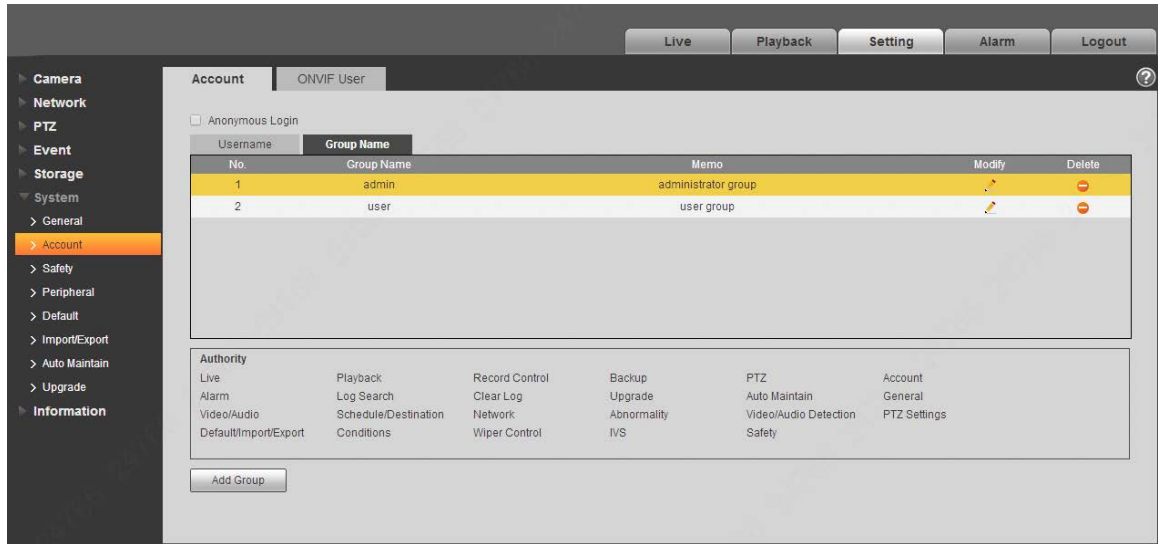 Live Playback Setting Alarm Logout
Camera
Network
PTZ
Event
Storage
System
General
Account
Safety
Peripheral
Default
Import/Export
Auto Maintain
Upgrade
Information
Account ONVIF User
Anonymous Login
Username Group Name
No. Group Name Memo Modify Delete
1 admin administrator group
2 user user group
Authority
Live Playback Record Control Backup PTZ Account
Alarm Log Search Clear Log Upgrade Auto Maintain General
Video/Audio Schedule/Destination Network Abnormality Video/Audio Detection PTZ Settings
Default/Import/Export Conditions Wiper Control IVS Safety
Add Group